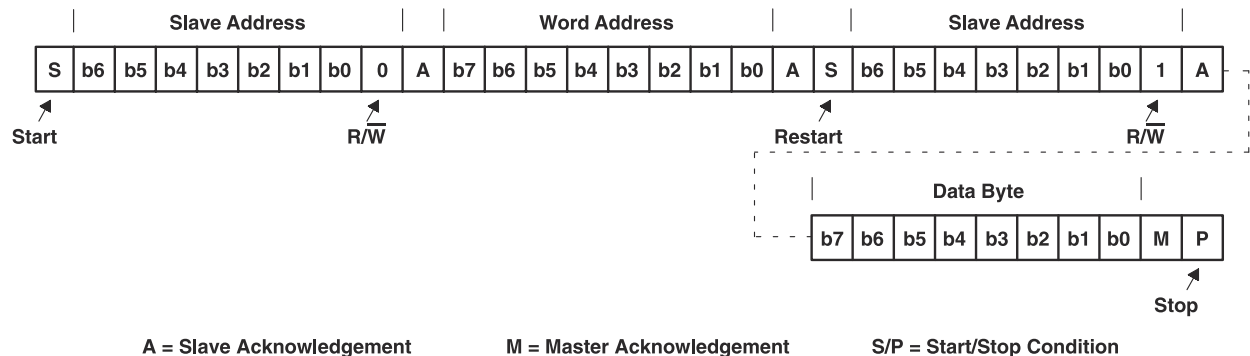 Slave Address Word Address Slave Address
S b6 b5 b4 b3 b2 b1 b0 0 A b7 b6 b5 b4 b3 b2 b1 b0 A S b6 b5 b4 b3 b2 b1 b0 1 A
Start R/W̅ Restart R/W̅
Data Byte
b7 b6 b5 b4 b3 b2 b1 b0 M P
Stop
A = Slave Acknowledgement M = Master Acknowledgement S/P = Start/Stop Condition